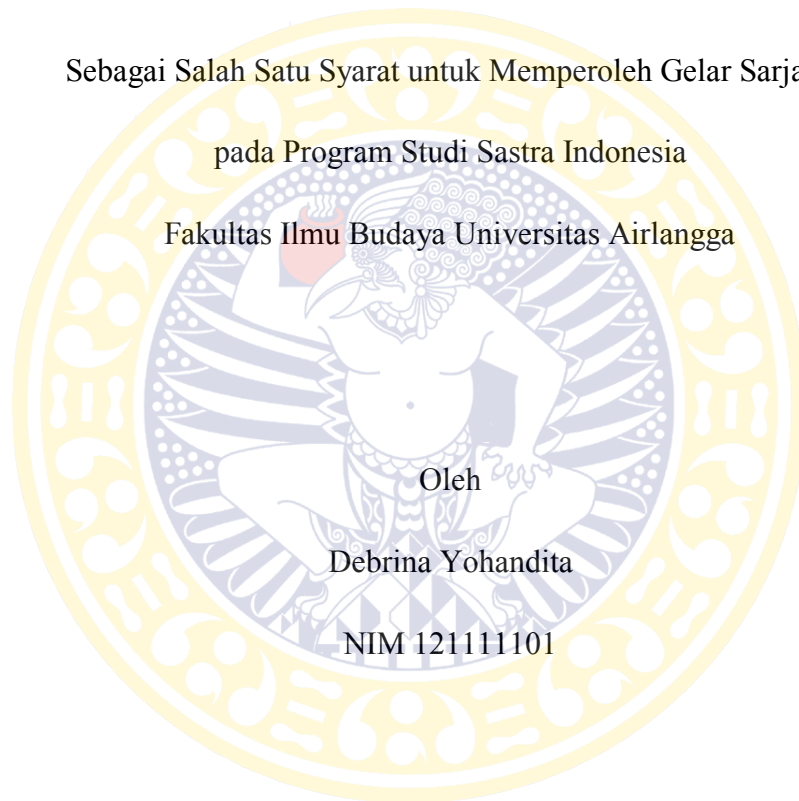 Sebagai Salah Satu Syarat untuk Memperoleh Gelar Sarja
pada Program Studi Sastra Indonesia
Fakultas Ilmu Budaya Universitas Airlangga
Oleh
Debrina Yohandita
NIM 121111101